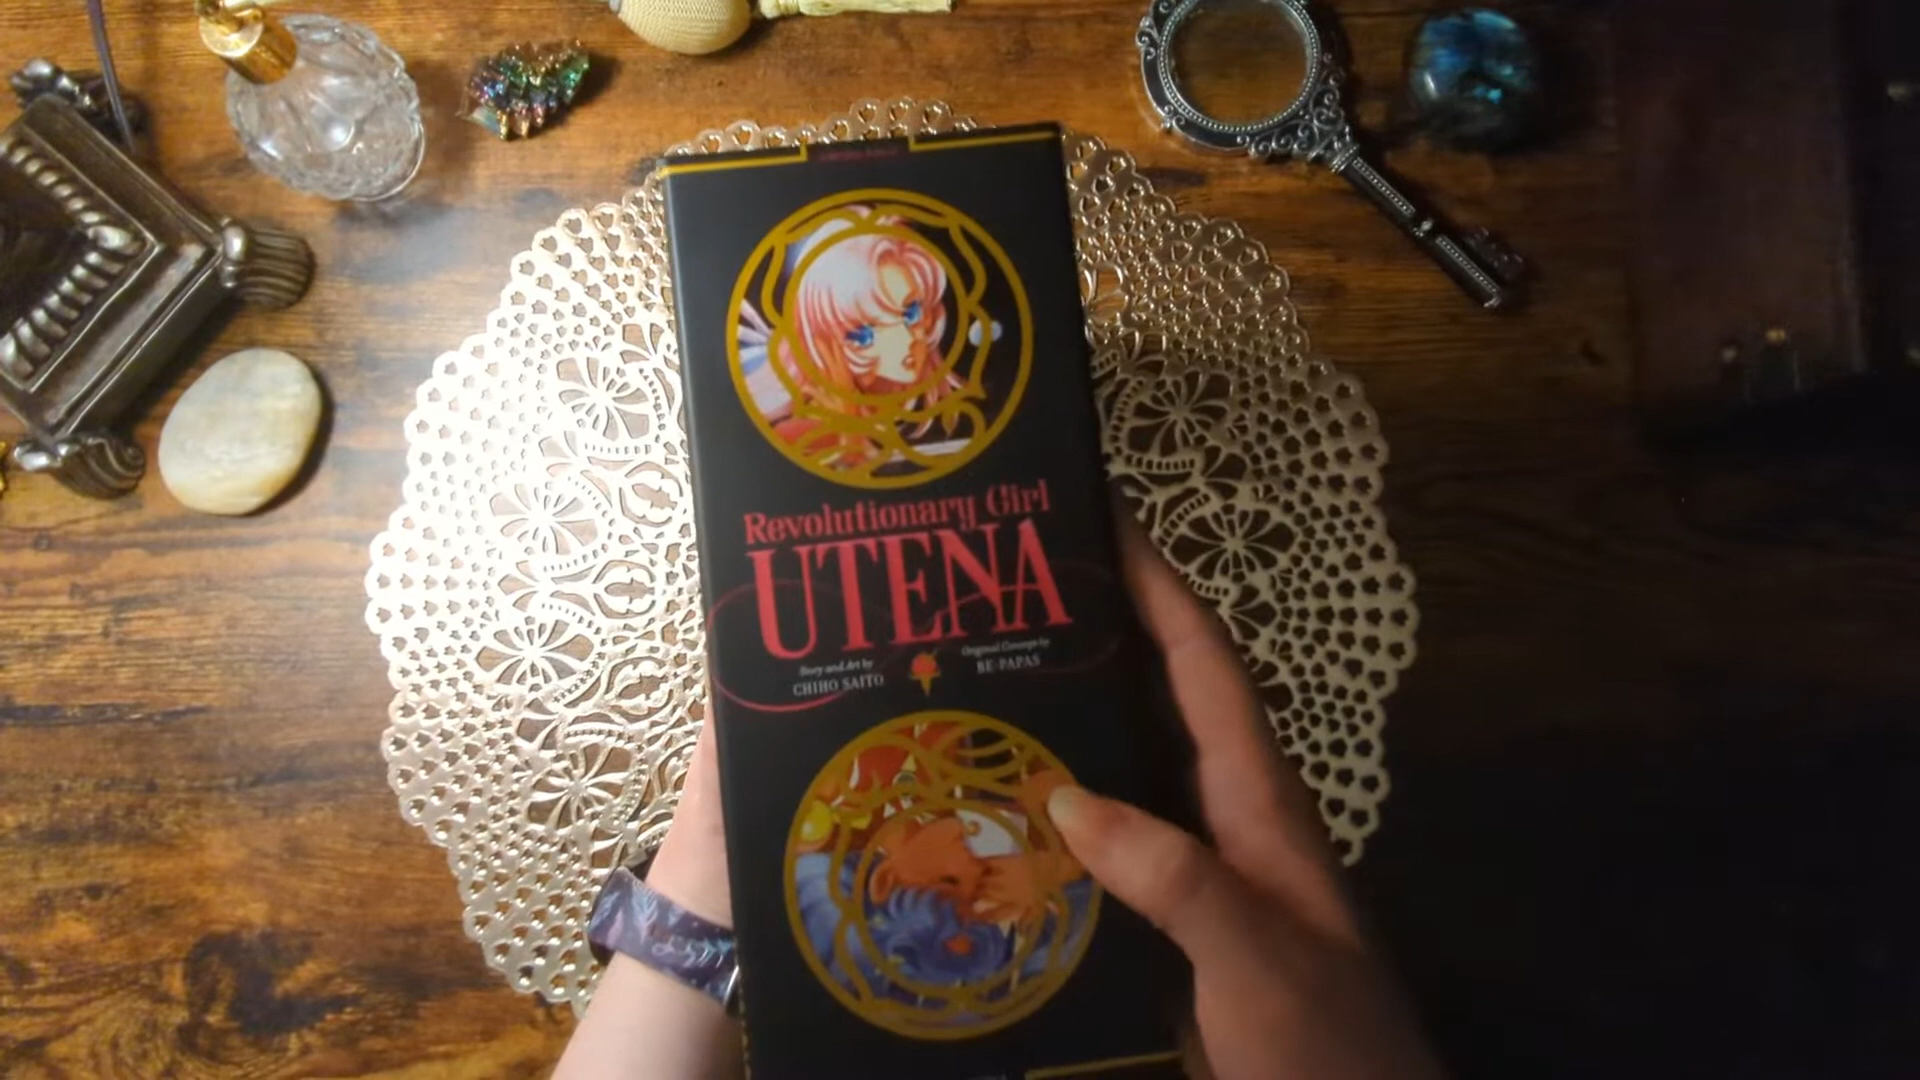 Revolutionary Girl
UTENA
Story and Art by
CHIHO SAITO
Original Concept by
BE-PAPAS